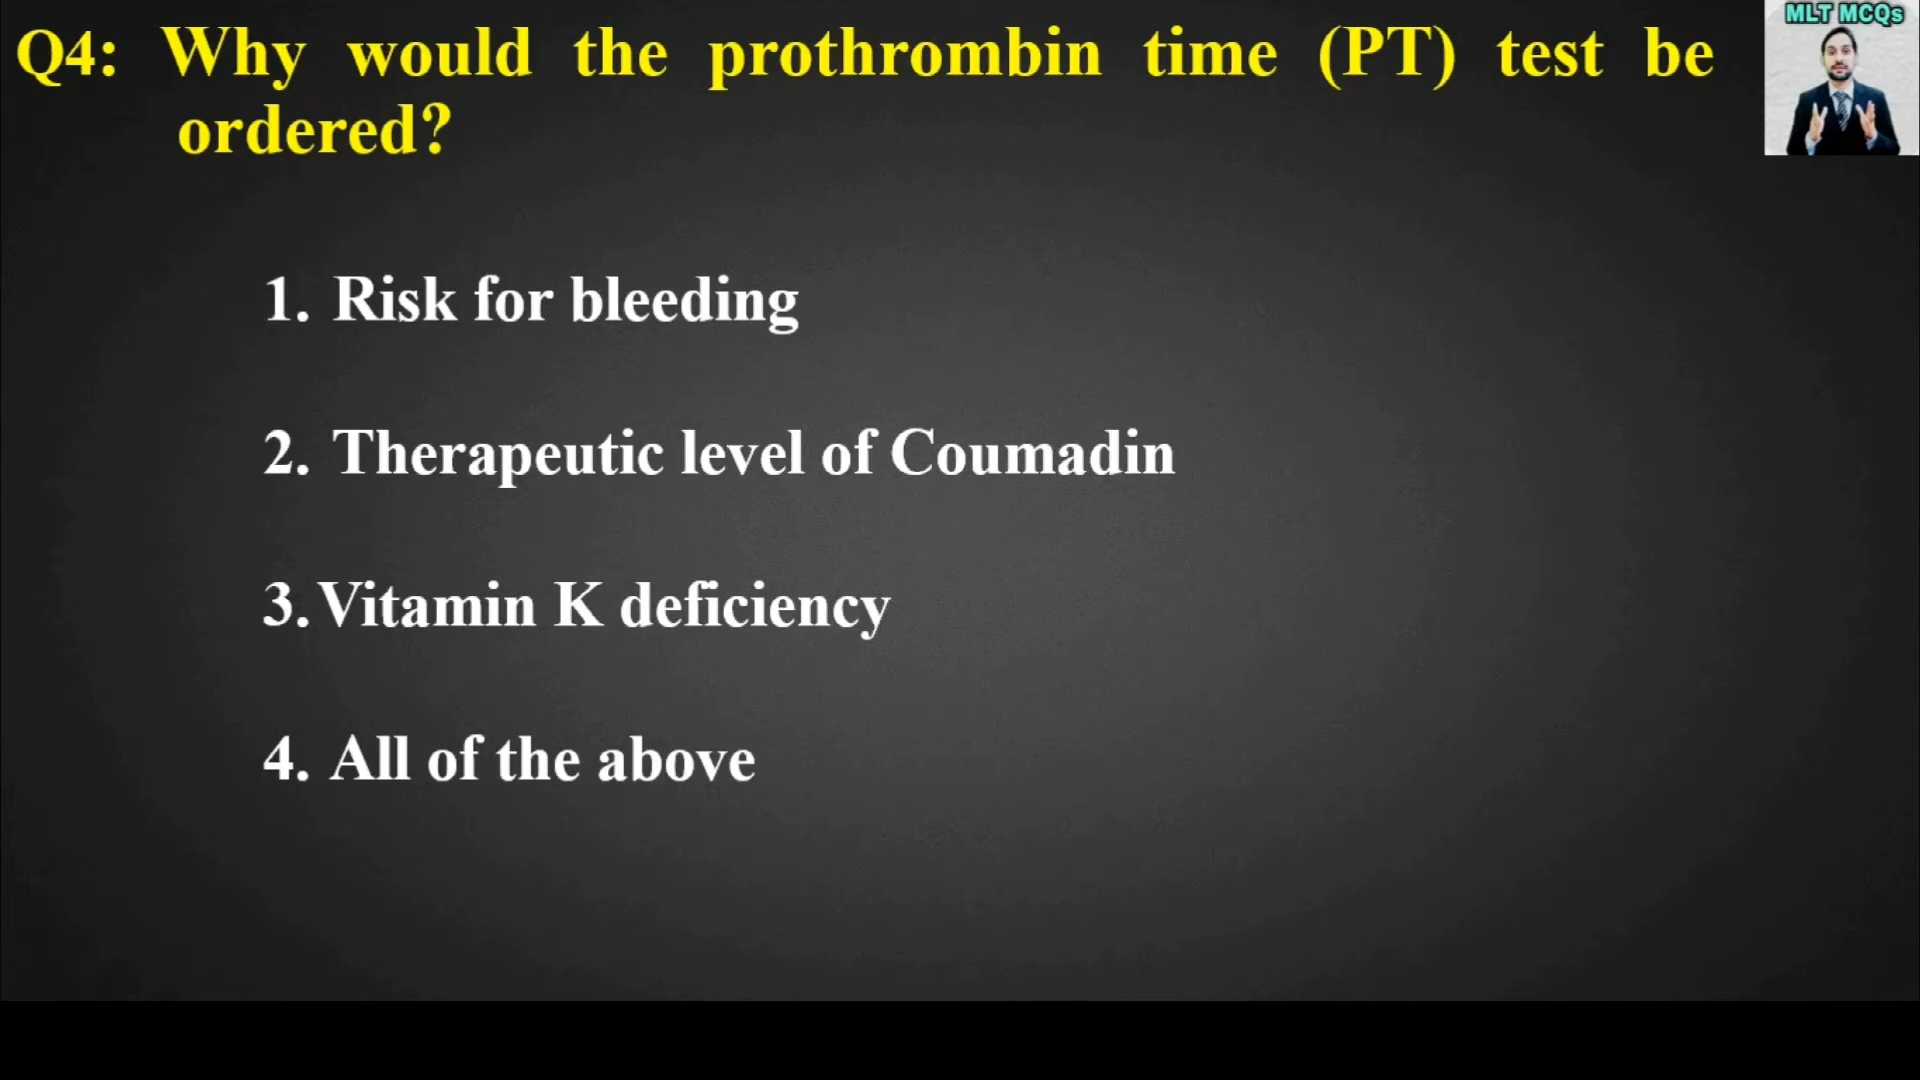 MLT MCQs
Q4: Why would the prothrombin time (PT) test be
ordered?
1. Risk for bleeding
2. Therapeutic level of Coumadin
3. Vitamin K deficiency
4. All of the above